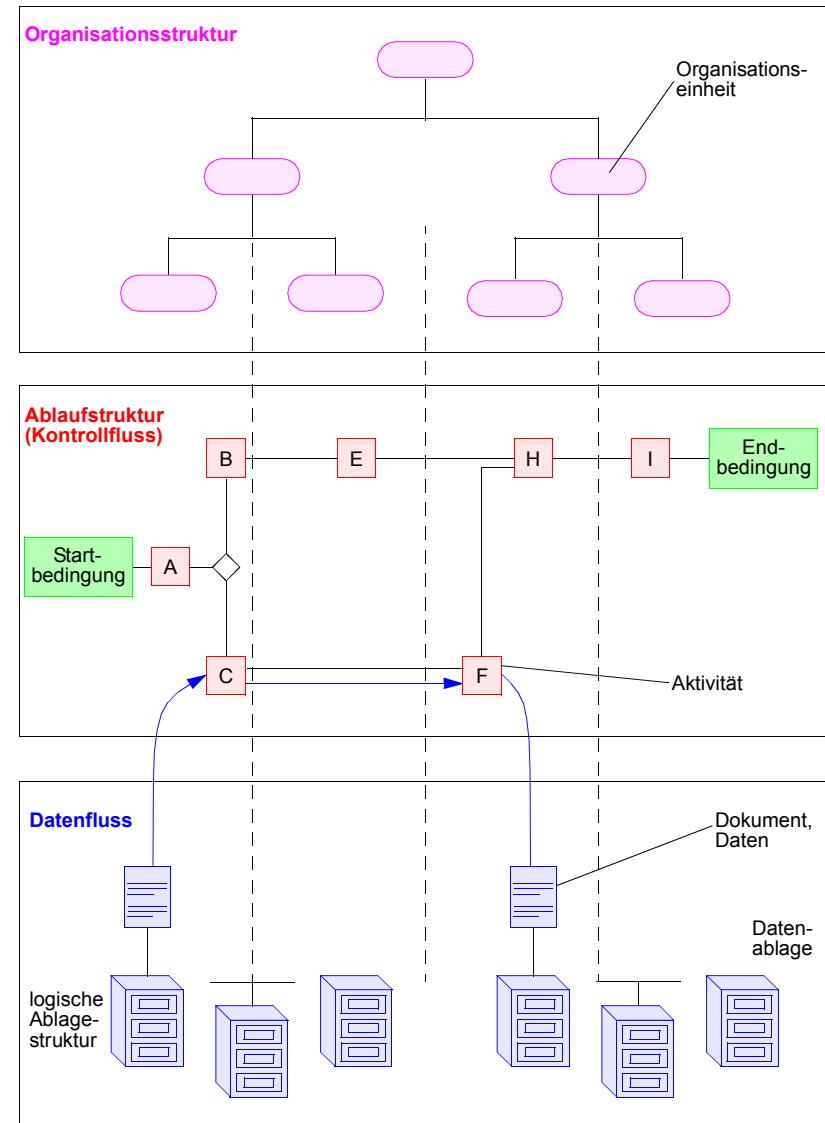 Organisationsstruktur
Organisations-
einheit
Ablaufstruktur
(Kontrollfluss)
B
E
H
I
End-
bedingung
Start-
bedingung
A
C
F
Aktivität
Datenfluss
Dokument,
Daten
Daten-
ablage
logische
Ablage-
struktur